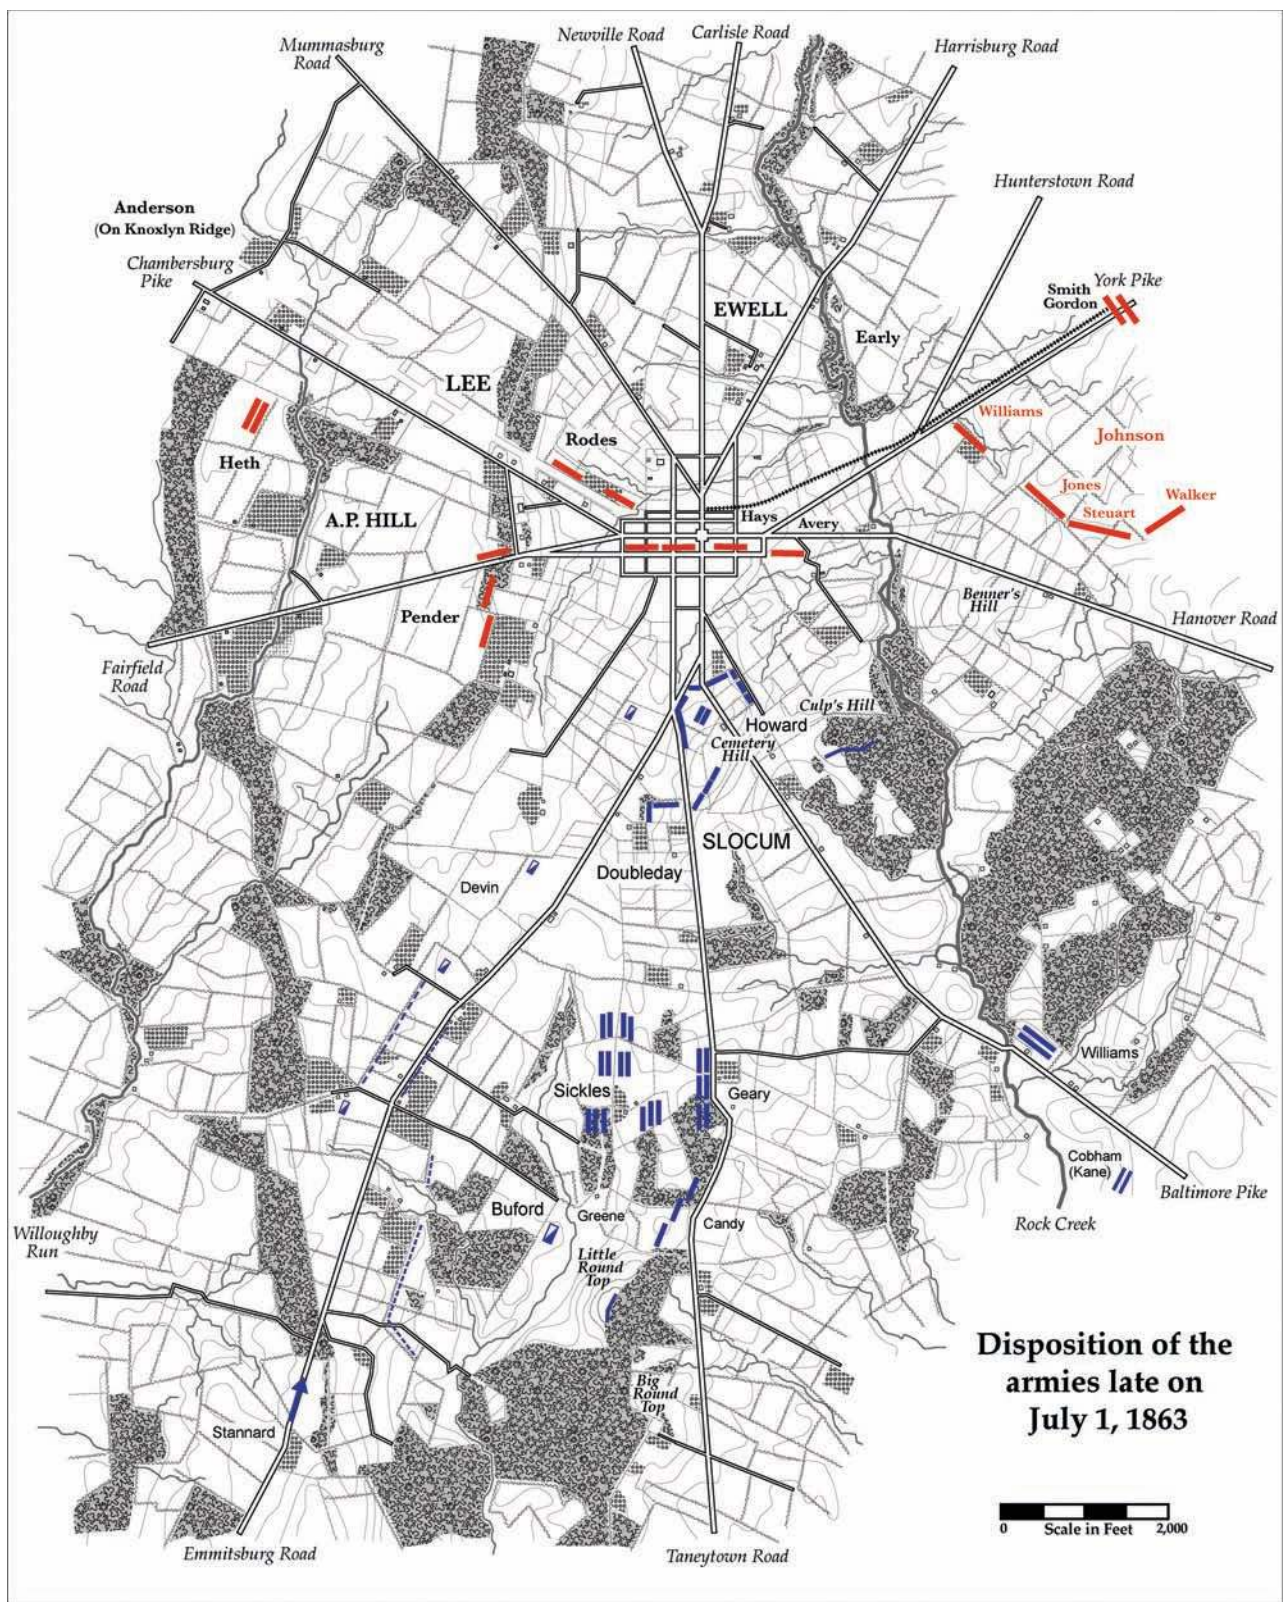 Newville Road
Carlisle Road
Mummasburg
Road
Harrisburg Road
Hunterstown Road
Anderson
(On Knoxlyn Ridge)
Chambersburg
Pike
York Pike
Smith
Gordon
EWELL
Early
LEE
Williams
Johnson
Rodes
Heth
Jones
Walker
Steuart
A.P. HILL
Hays
Avery
Benner's
Hill
Hanover Road
Pender
Fairfield
Road
Culp's Hill
Howard
Cemetery
Hill
SLOCUM
Doubleday
Devin
Williams
Sickles
Geary
Cobham
(Kane)
Baltimore Pike
Rock Creek
Buford
Greene
Candy
Willoughby
Run
Little
Round
Top
Big
Round
Top
Stannard
Disposition of the
armies late on
July 1, 1863
0 Scale in Feet 2,000
Emmitsburg Road
Taneytown Road